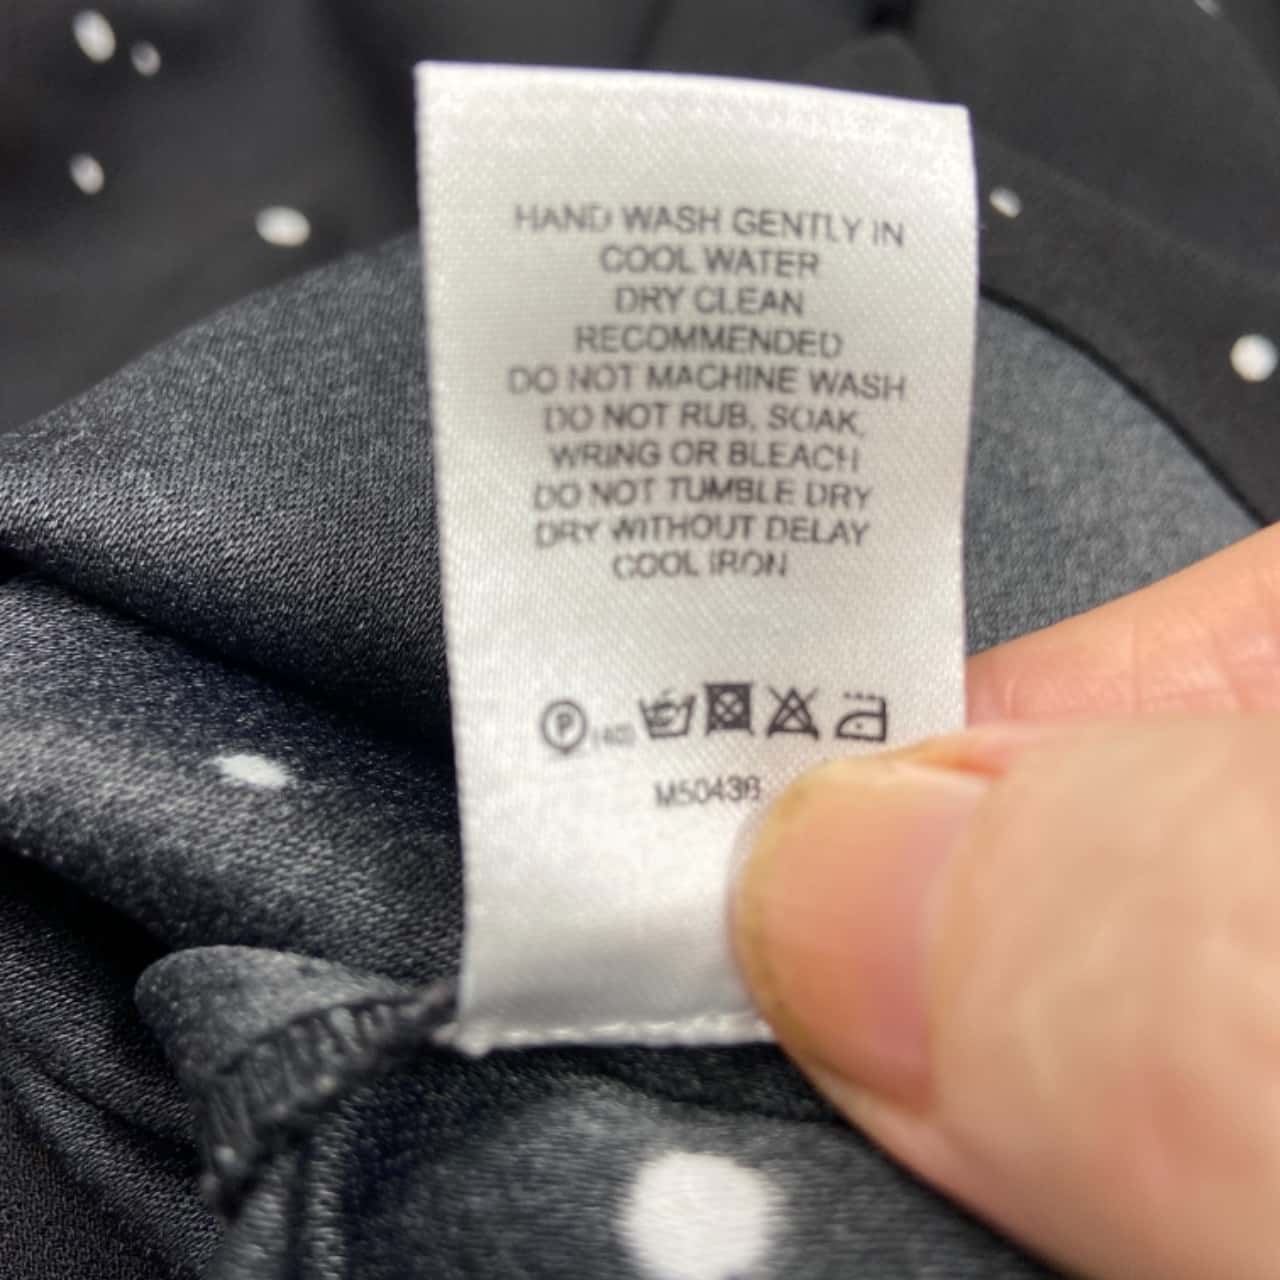 HAND WASH GENTLY IN
COOL WATER
DRY CLEAN
RECOMMENDED
DO NOT MACHINE WASH
DO NOT RUB, SOAK,
WRING OR BLEACH
DO NOT TUMBLE DRY
DRY WITHOUT DELAY
COOL IRON
P
M50436